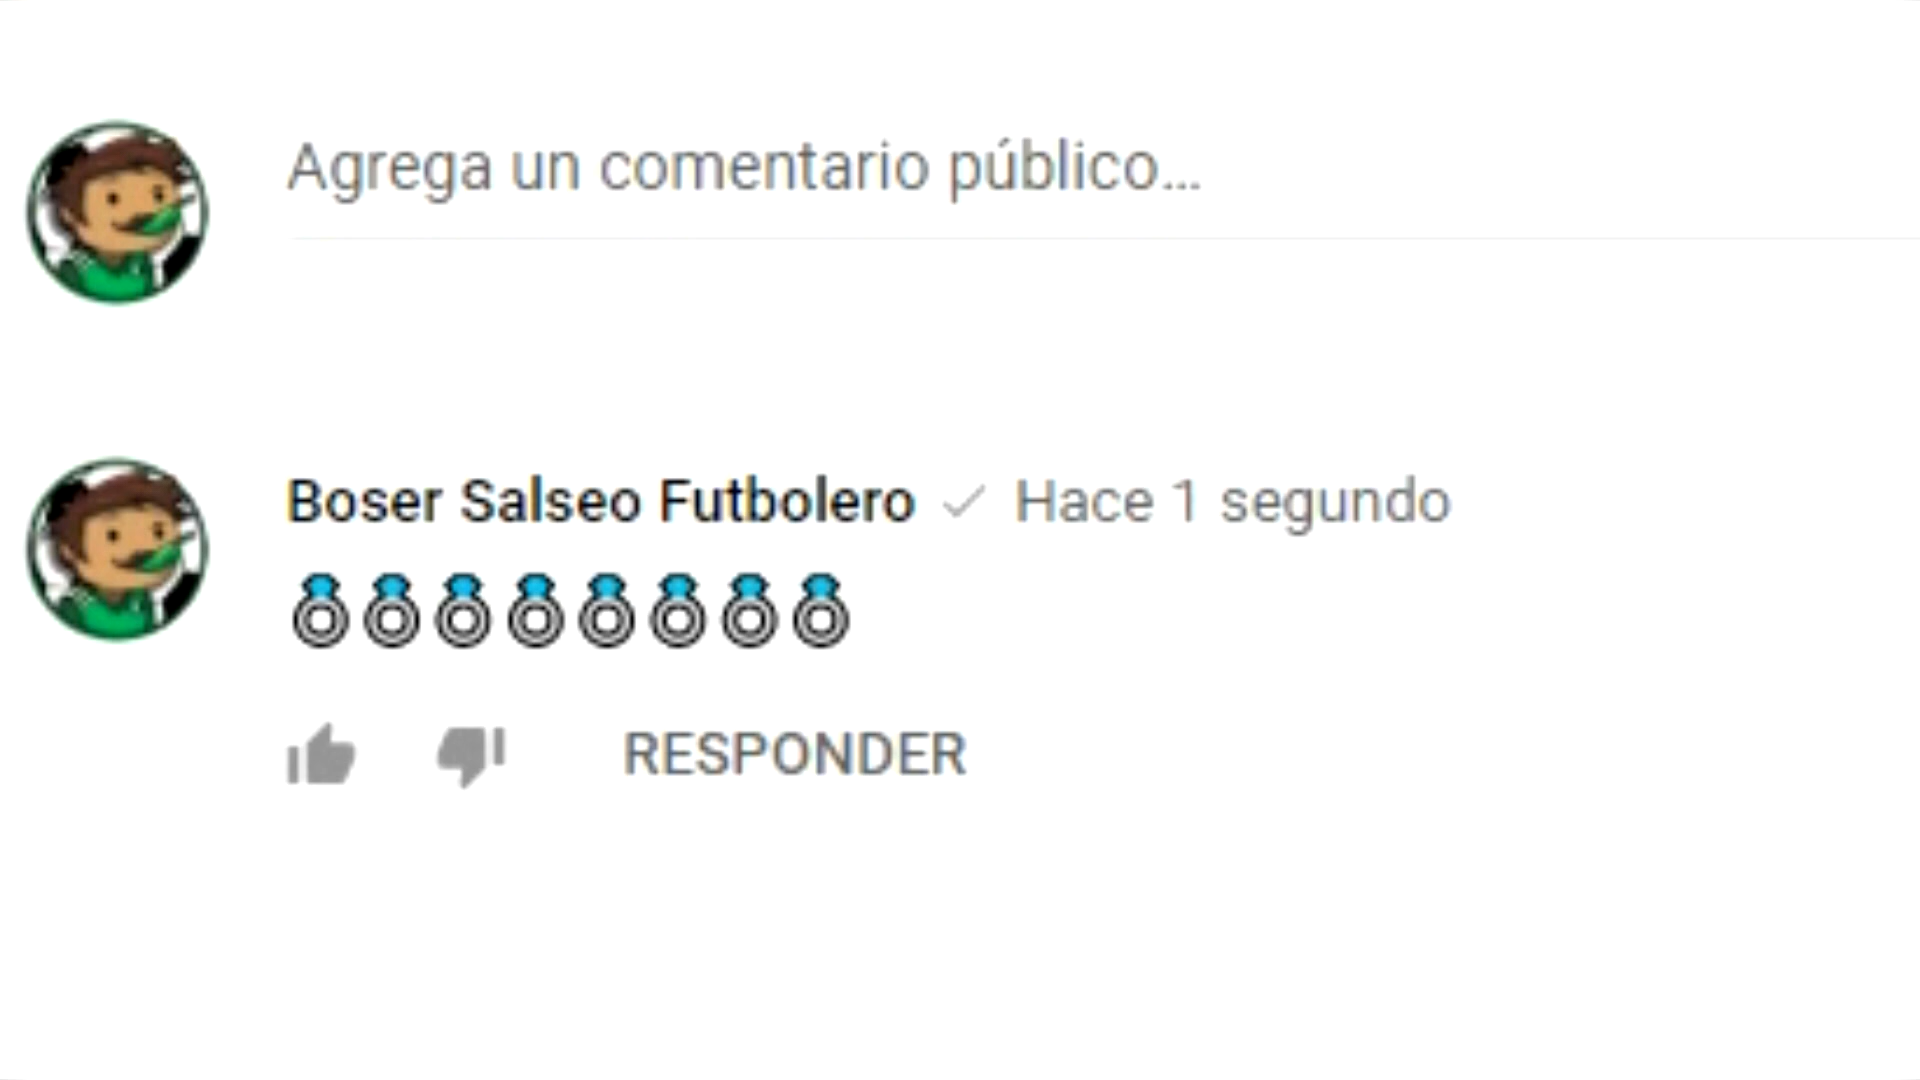 Agrega un comentario público...
Boser Salseo Futbolero ✓ Hace 1 segundo
💍💍💍💍💍💍💍💍
RESPONDER